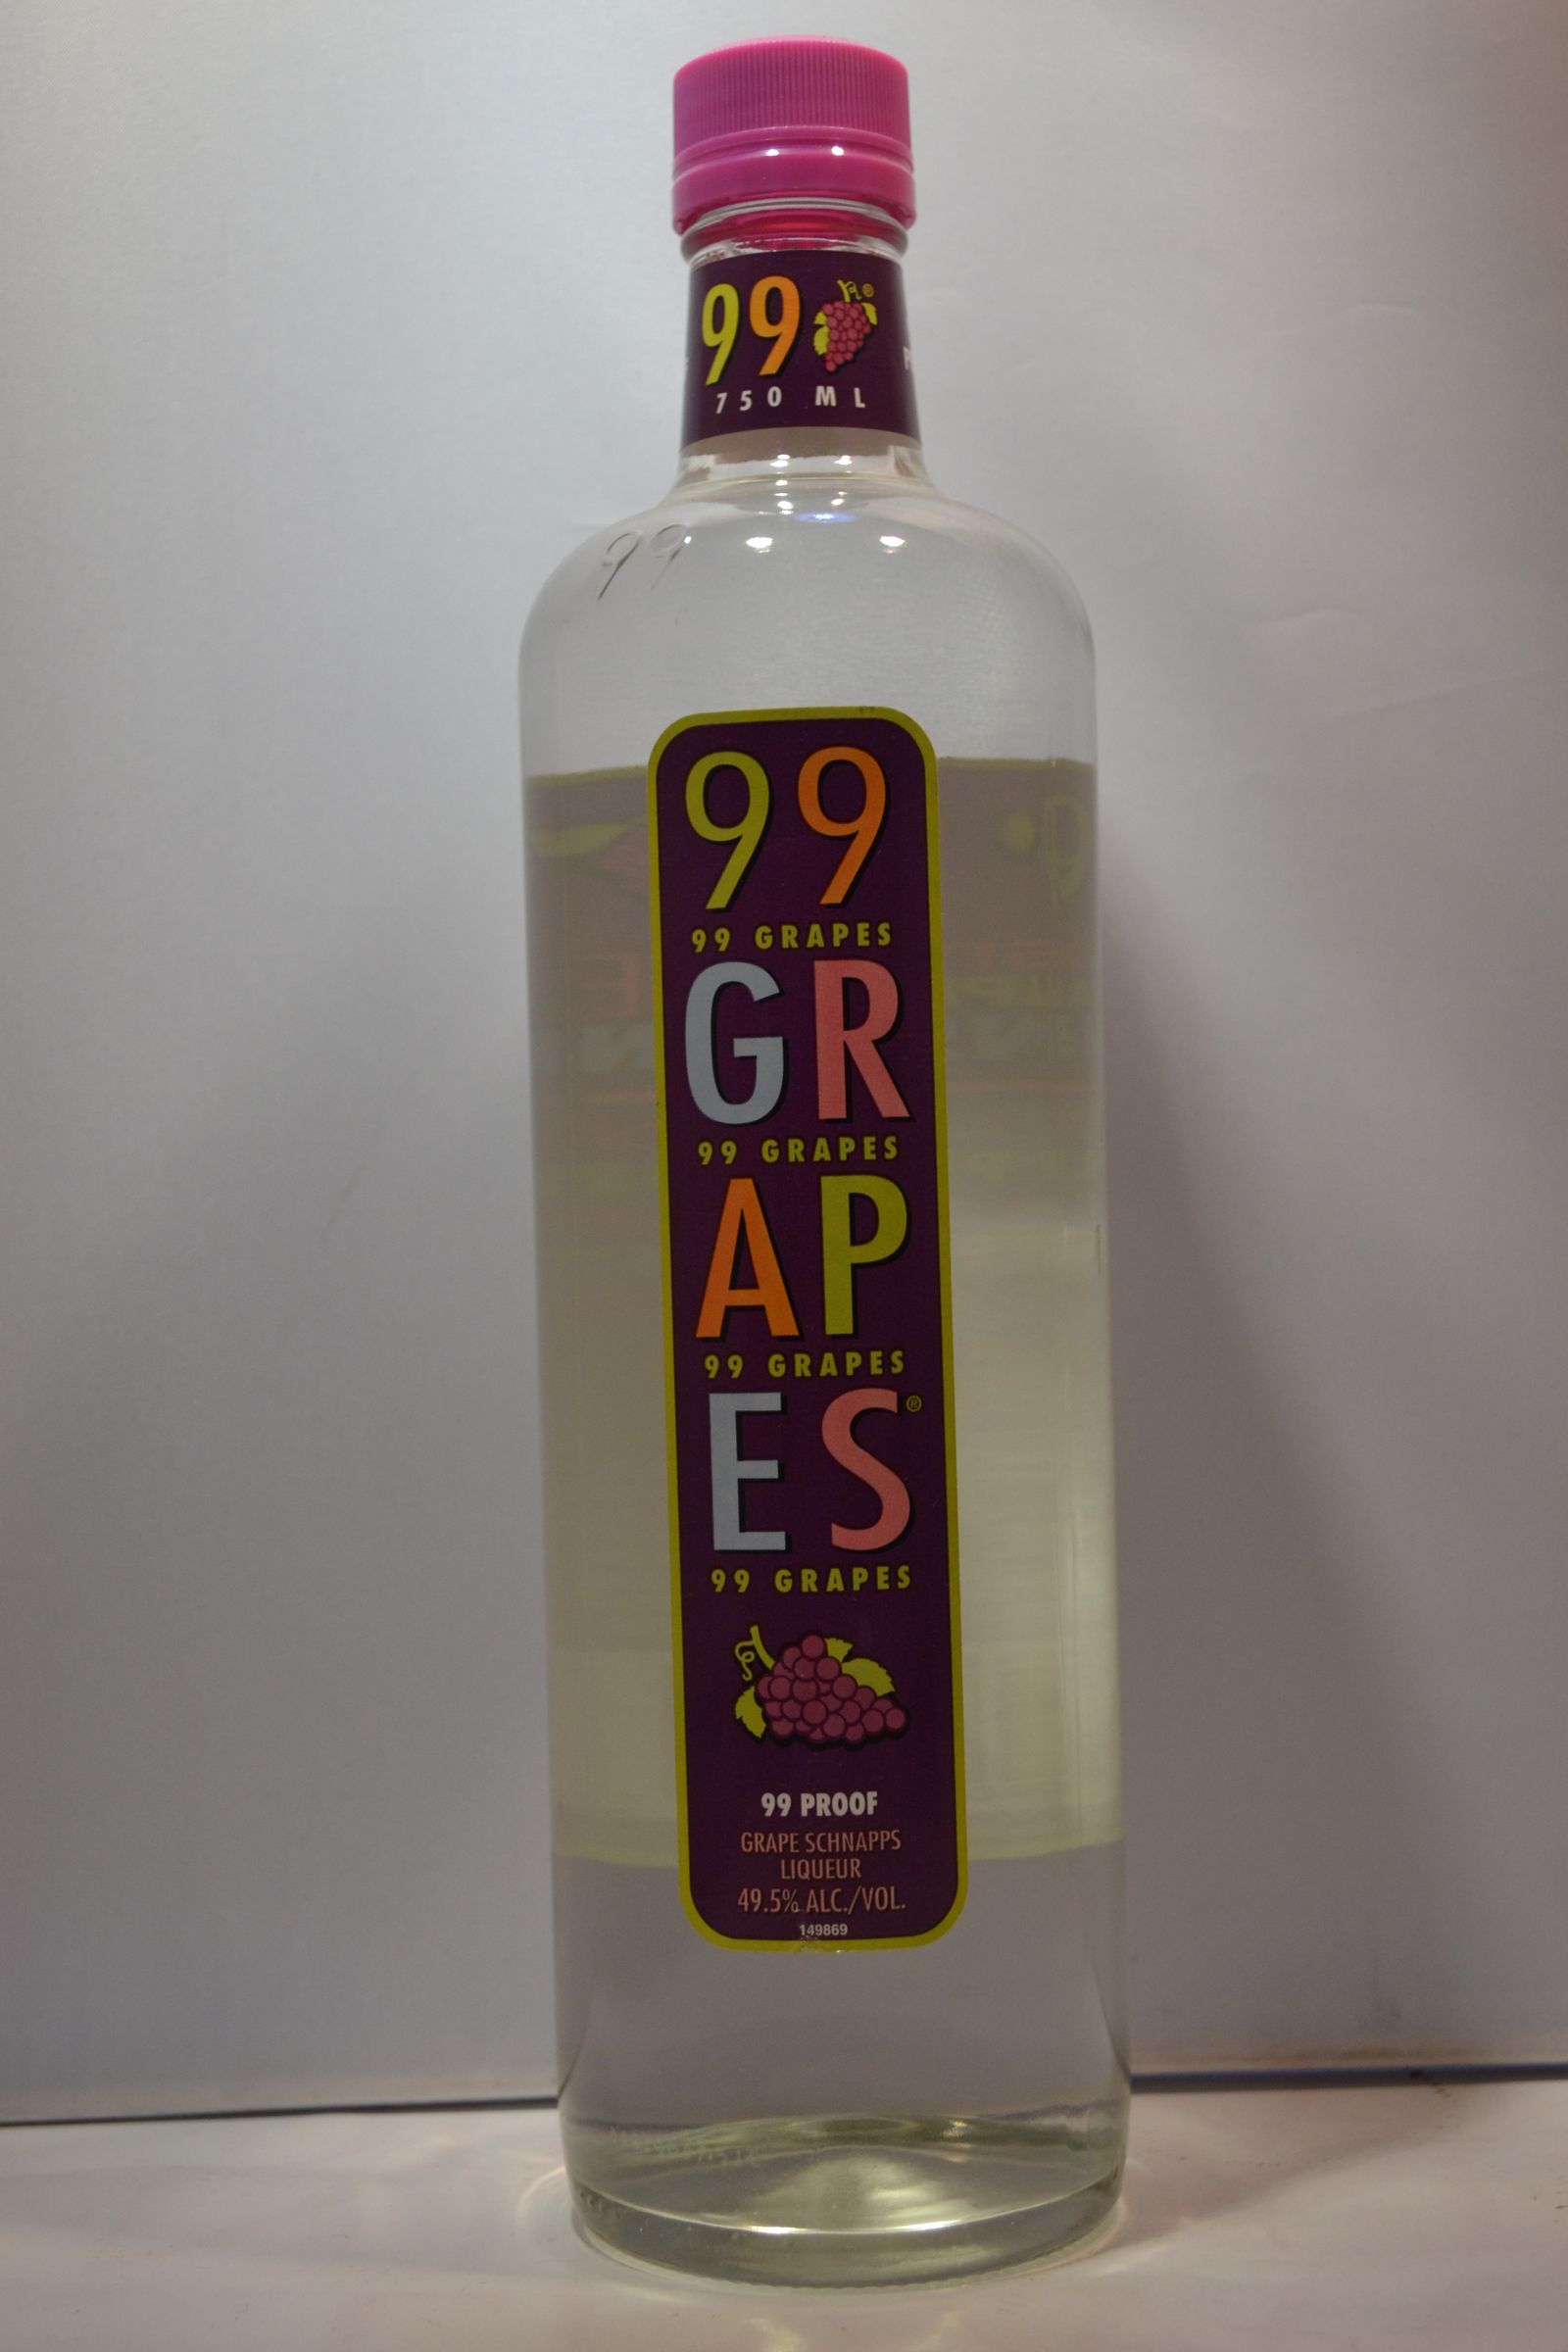 99®
750 ML
99
99
99 GRAPES
GR
99 GRAPES
AP
99 GRAPES
ES®
99 GRAPES
99 PROOF
GRAPE SCHNAPPS
LIQUEUR
49.5% ALC./VOL.
149869